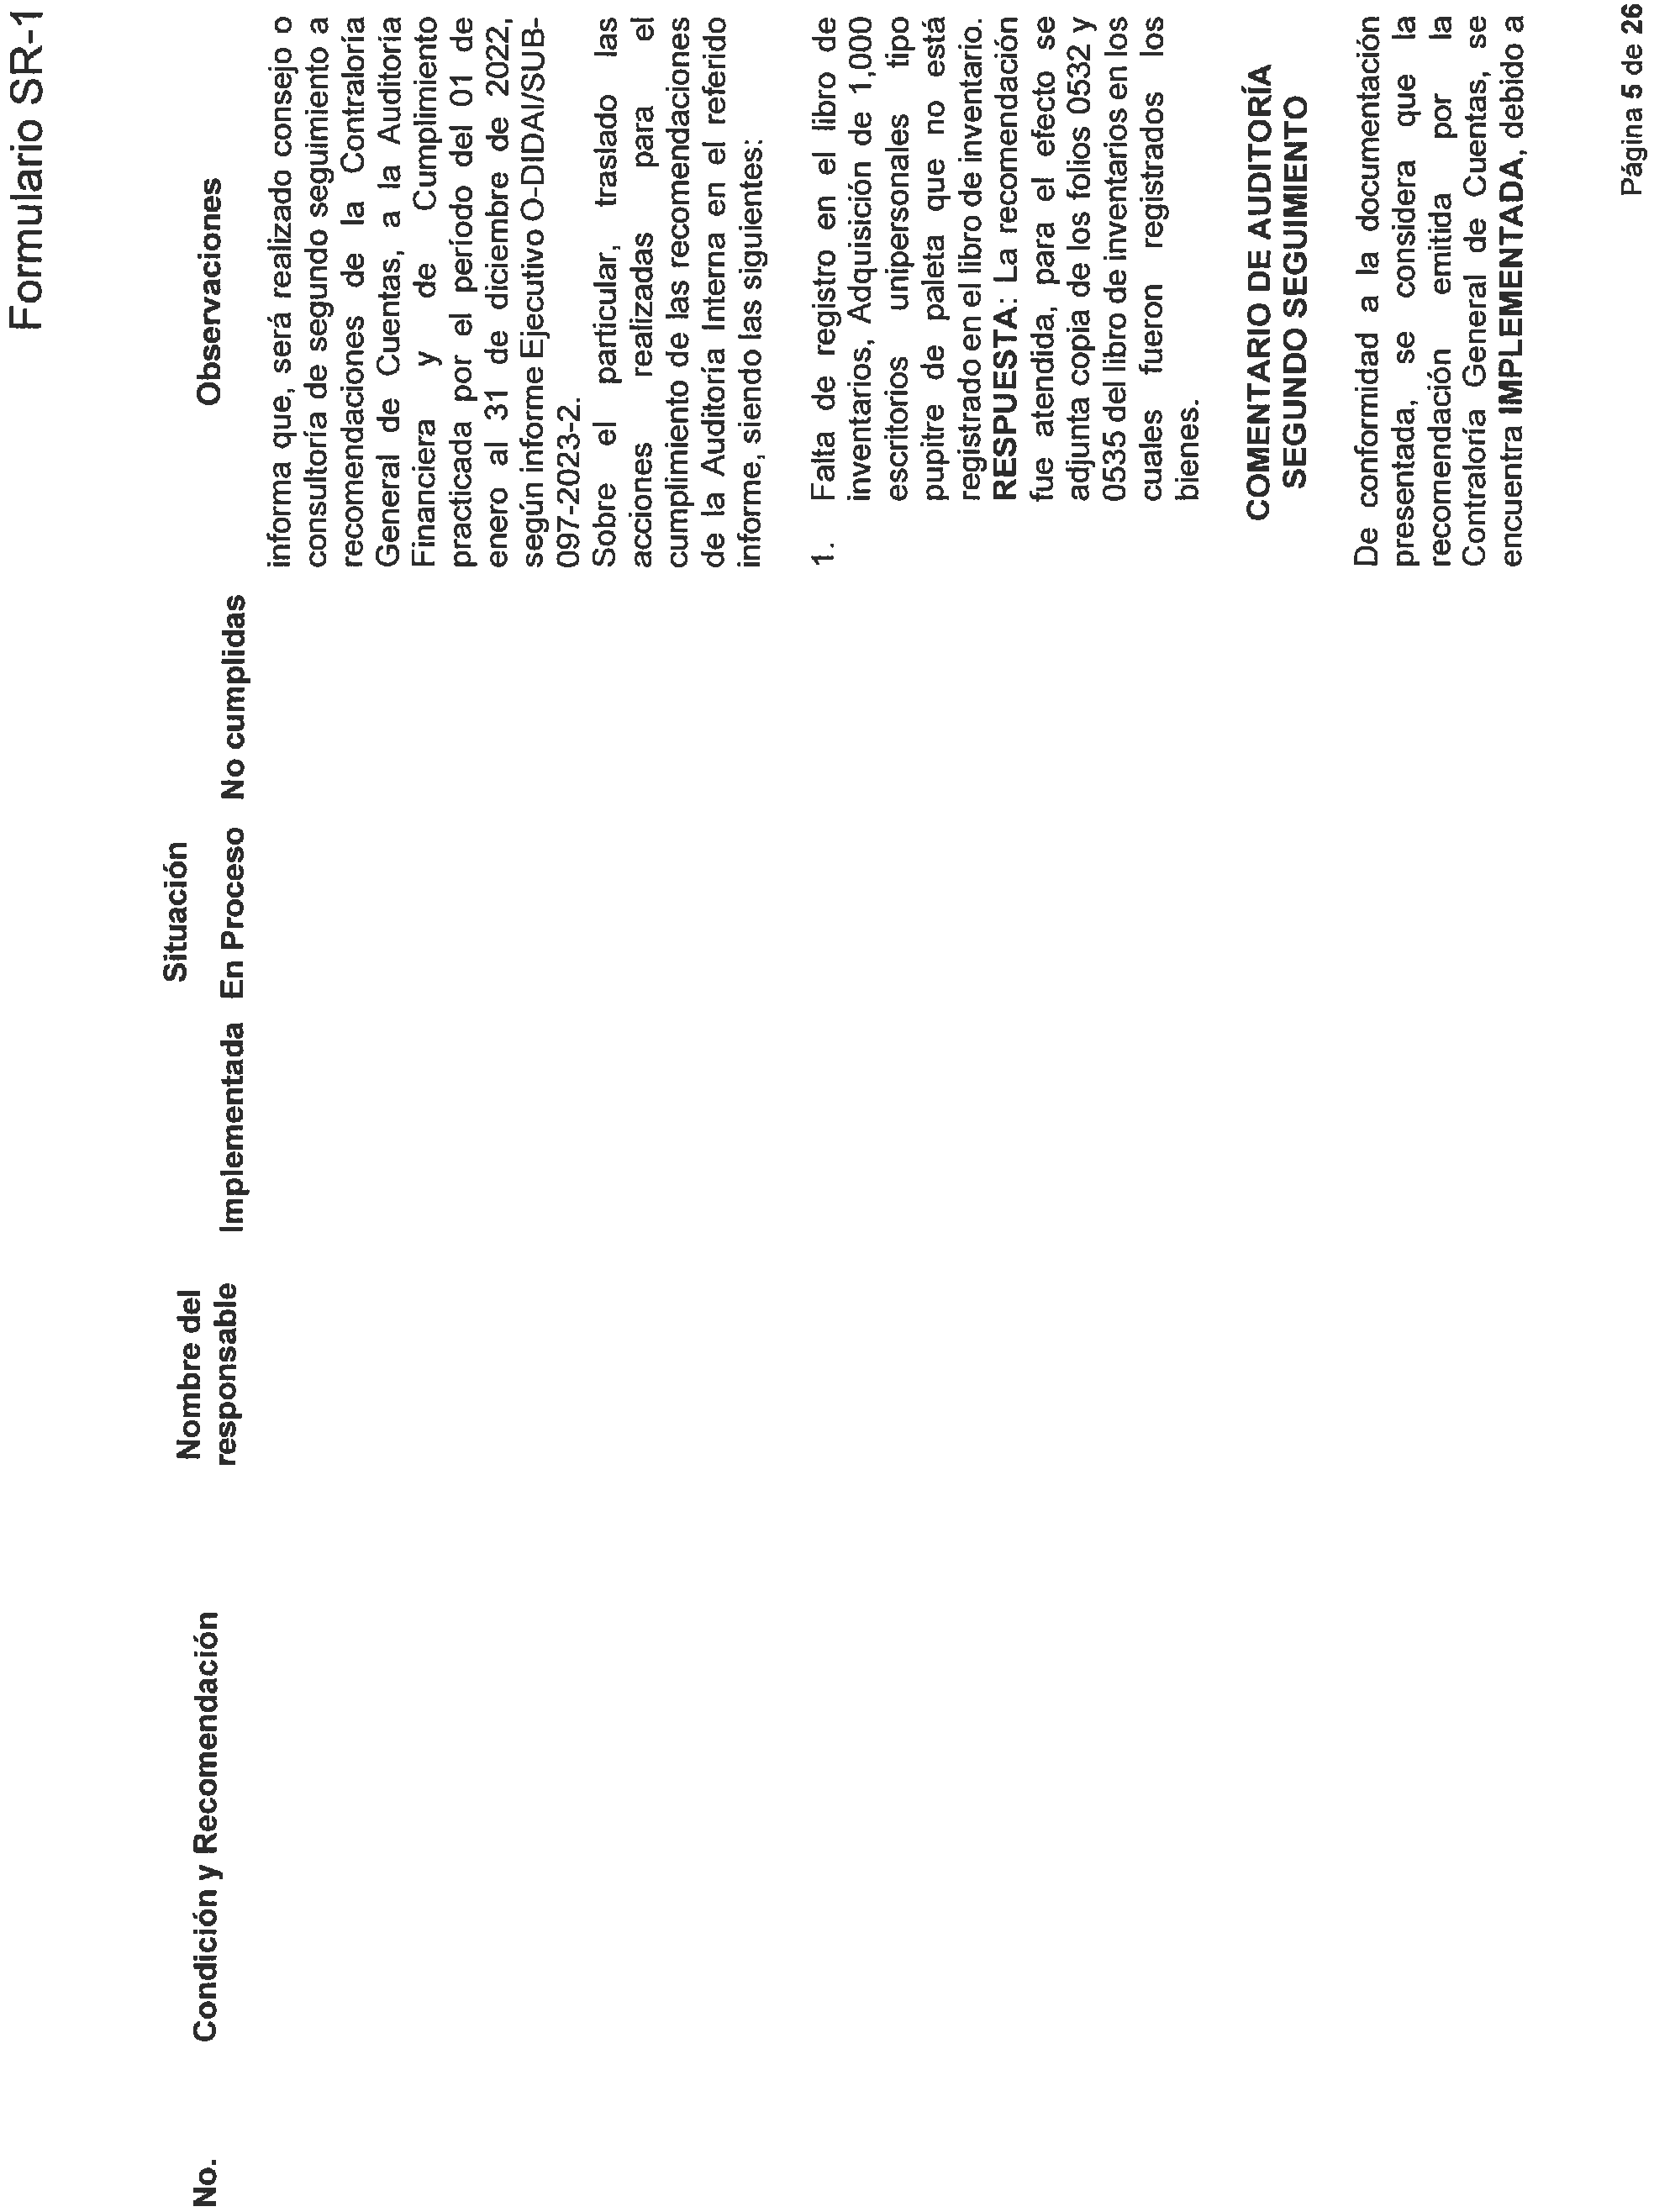 Formulario SR-1
Situación
No.
Condición y Recomendación
Nombre del
responsable
Implementada
En Proceso
No cumplidas
Observaciones
informa que, será realizado consejo o
consultoría de segundo seguimiento a
recomendaciones de la Contraloría
General de Cuentas, a la Auditoría
Financiera y de Cumplimiento
practicada por el período del 01 de
enero al 31 de diciembre de 2022,
según informe Ejecutivo O-DIDAI/SUB-
097-2023-2.
Sobre el particular, traslado las
acciones realizadas para el
cumplimiento de las recomendaciones
de la Auditoría Interna en el referido
informe, siendo las siguientes:
1. Falta de registro en el libro de
inventarios, Adquisición de 1,000
escritorios unipersonales tipo
pupitre de paleta que no está
registrado en el libro de inventario.
RESPUESTA: La recomendación
fue atendida, para el efecto se
adjunta copia de los folios 0532 y
0535 del libro de inventarios en los
cuales fueron registrados los
bienes.
COMENTARIO DE AUDITORÍA
SEGUNDO SEGUIMIENTO
De conformidad a la documentación
presentada, se considera que la
recomendación emitida por la
Contraloría General de Cuentas, se
encuentra IMPLEMENTADA, debido a
Página 5 de 26